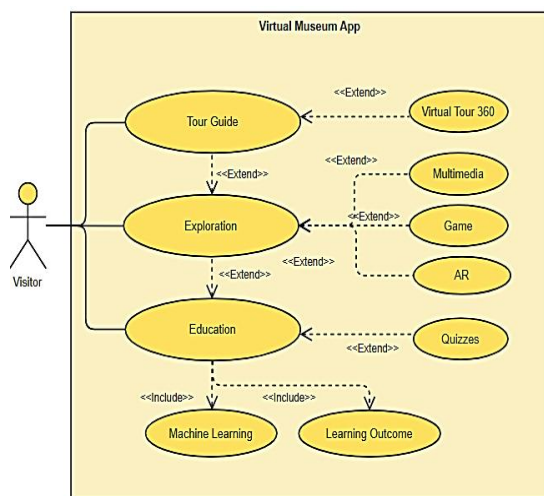 Virtual Museum App
<<Extend>>
Tour Guide
Virtual Tour 360
<<Extend>>
<<Extend>>
Multimedia
Exploration
<<Extend>>
Game
<<Extend>>
<<Extend>>
AR
Visitor
Education
Quizzes
<<Extend>>
<<Include>>
<<Include>>
Machine Learning
Learning Outcome